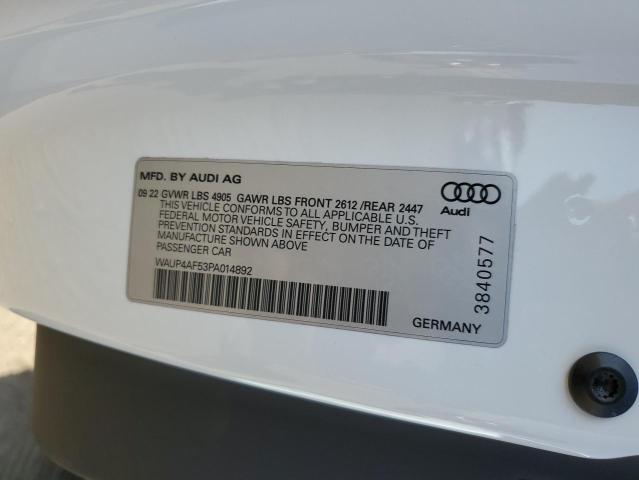 MFD. BY AUDI AG
09 22 GVWR LBS 4905 GAWR LBS FRONT 2612 /REAR 2447
THIS VEHICLE CONFORMS TO ALL APPLICABLE U.S.
FEDERAL MOTOR VEHICLE SAFETY, BUMPER AND THEFT
PREVENTION STANDARDS IN EFFECT ON THE DATE OF
MANUFACTURE SHOWN ABOVE
PASSENGER CAR
WAUP4AF53PA014892
Audi
3840577
GERMANY